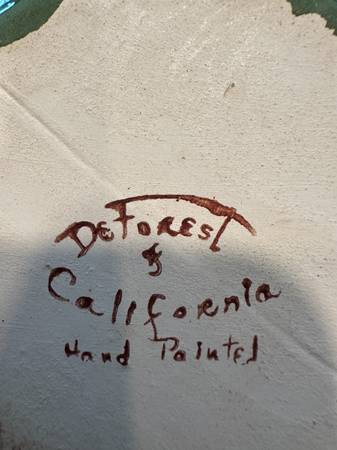 DeForest
of
California
Hand Painted